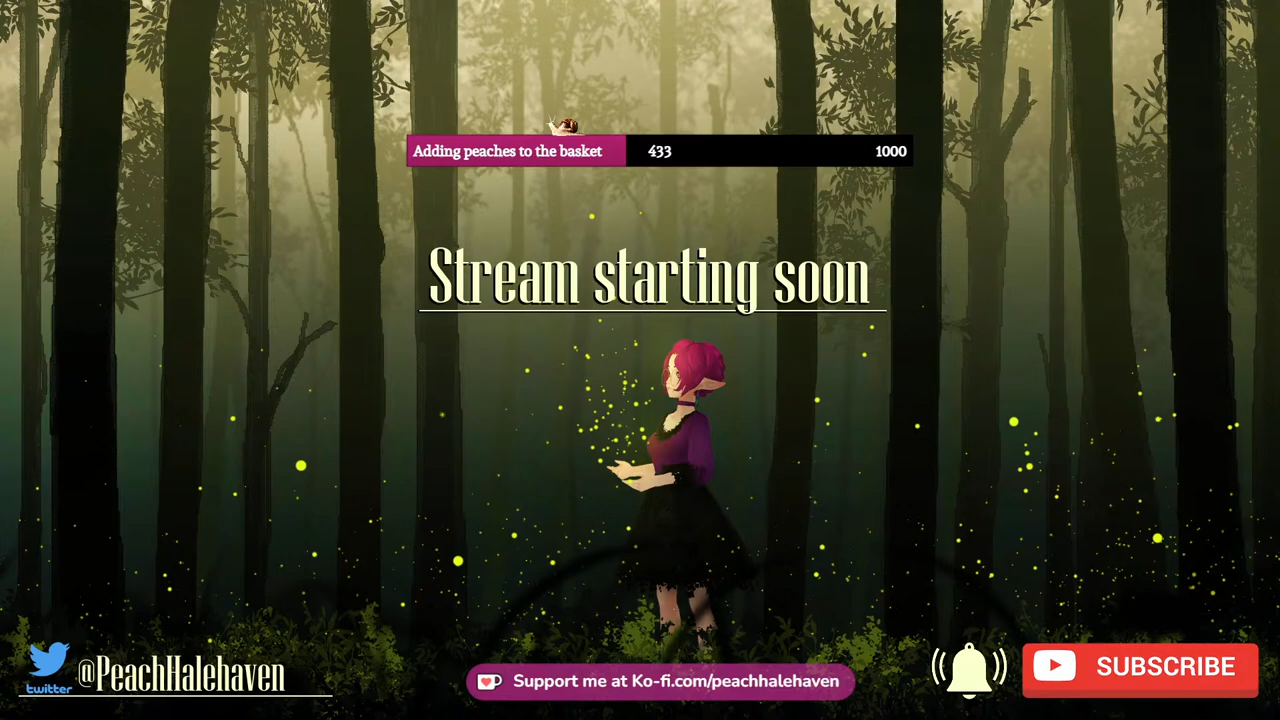 Adding peaches to the basket 433 1000
Stream starting soon
twitter @PeachHalehaven
Support me at Ko-fi.com/peachhalehaven
SUBSCRIBE